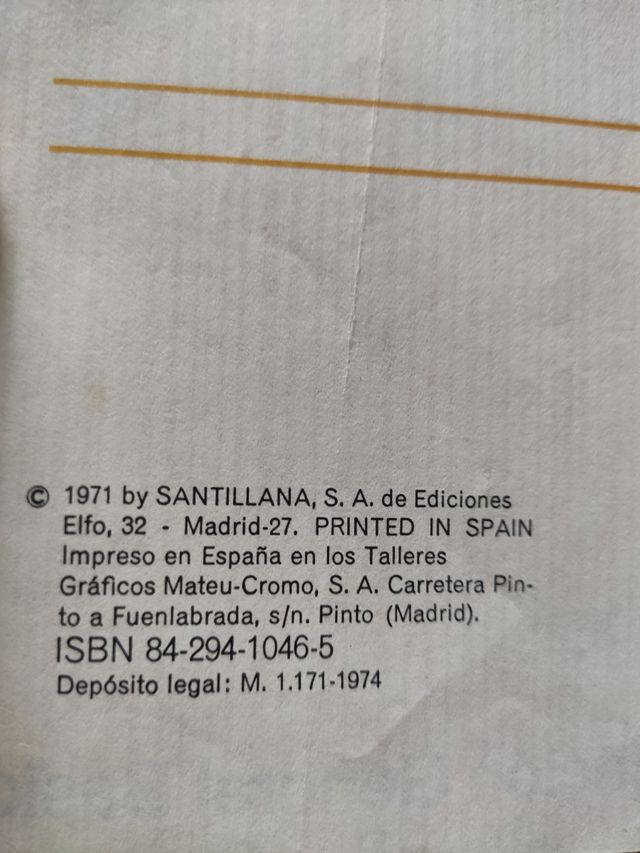 © 1971 by SANTILLANA, S. A. de Ediciones
Elfo, 32 - Madrid-27. PRINTED IN SPAIN
Impreso en España en los Talleres
Gráficos Mateu-Cromo, S. A. Carretera Pin-
to a Fuenlabrada, s/n. Pinto (Madrid).
ISBN 84-294-1046-5
Depósito legal: M. 1.171-1974